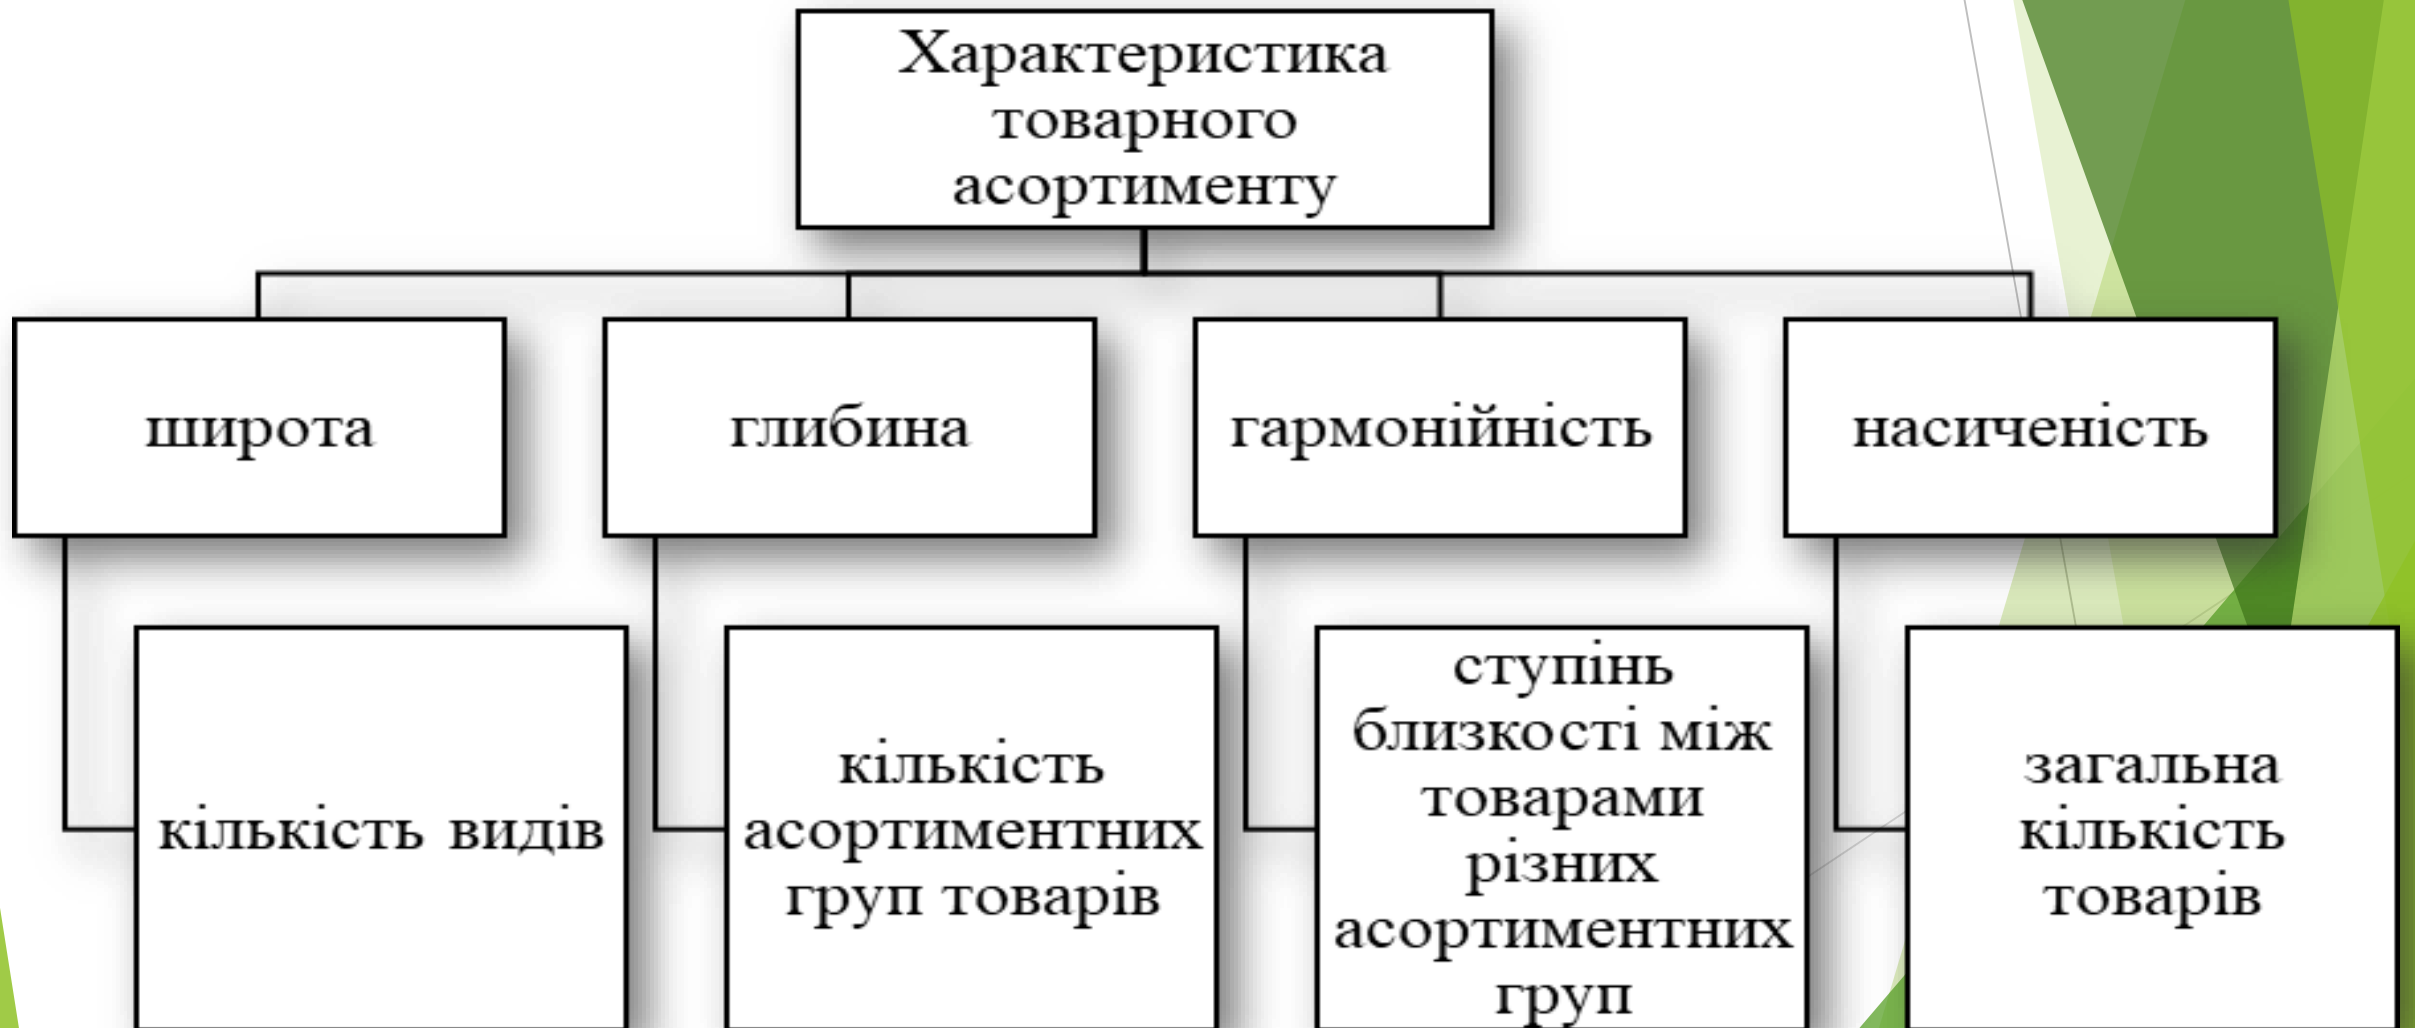 Характеристика
товарного
асортименту
широта
глибина
гармонійність
насиченість
кількість видів
кількість
асортиментних
груп товарів
ступінь
близкості між
товарами
різних
асортиментних
груп
загальна
кількість
товарів